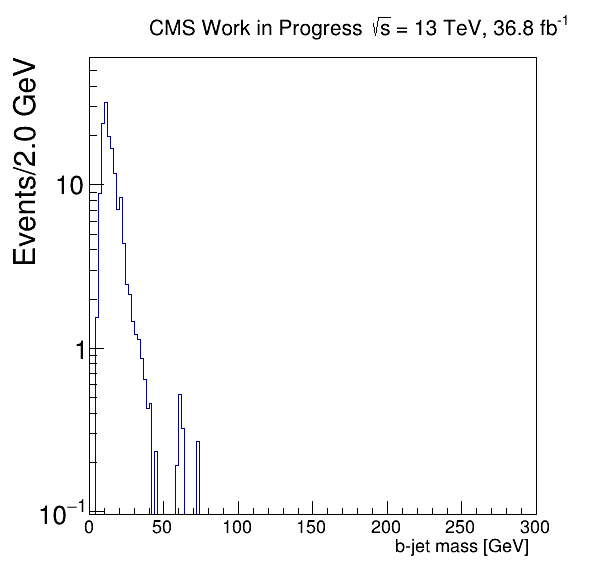 CMS Work in Progress √s = 13 TeV, 36.8 fb⁻¹
Events/2.0 GeV
10
1
10⁻¹
0 50 100 150 200 250 300
b-jet mass [GeV]